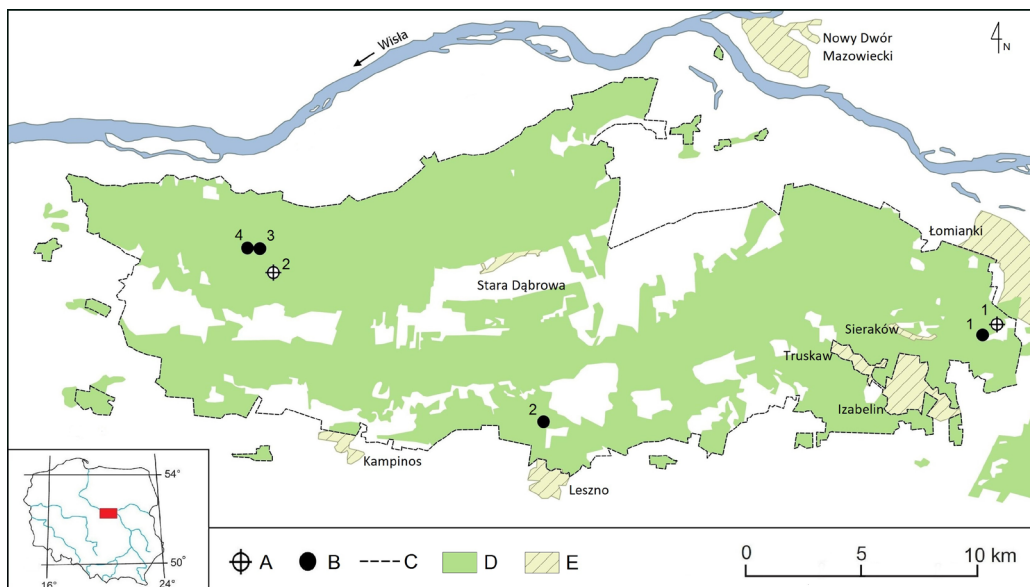 Wisła
Nowy Dwór
Mazowiecki
N
Łomianki
4
3
2
Stara Dąbrowa
1
1
Sieraków
Truskaw
Izabelin
2
Kampinos
Leszno
54°
50°
16°
24°
A
B
C
D
E
0
5
10 km